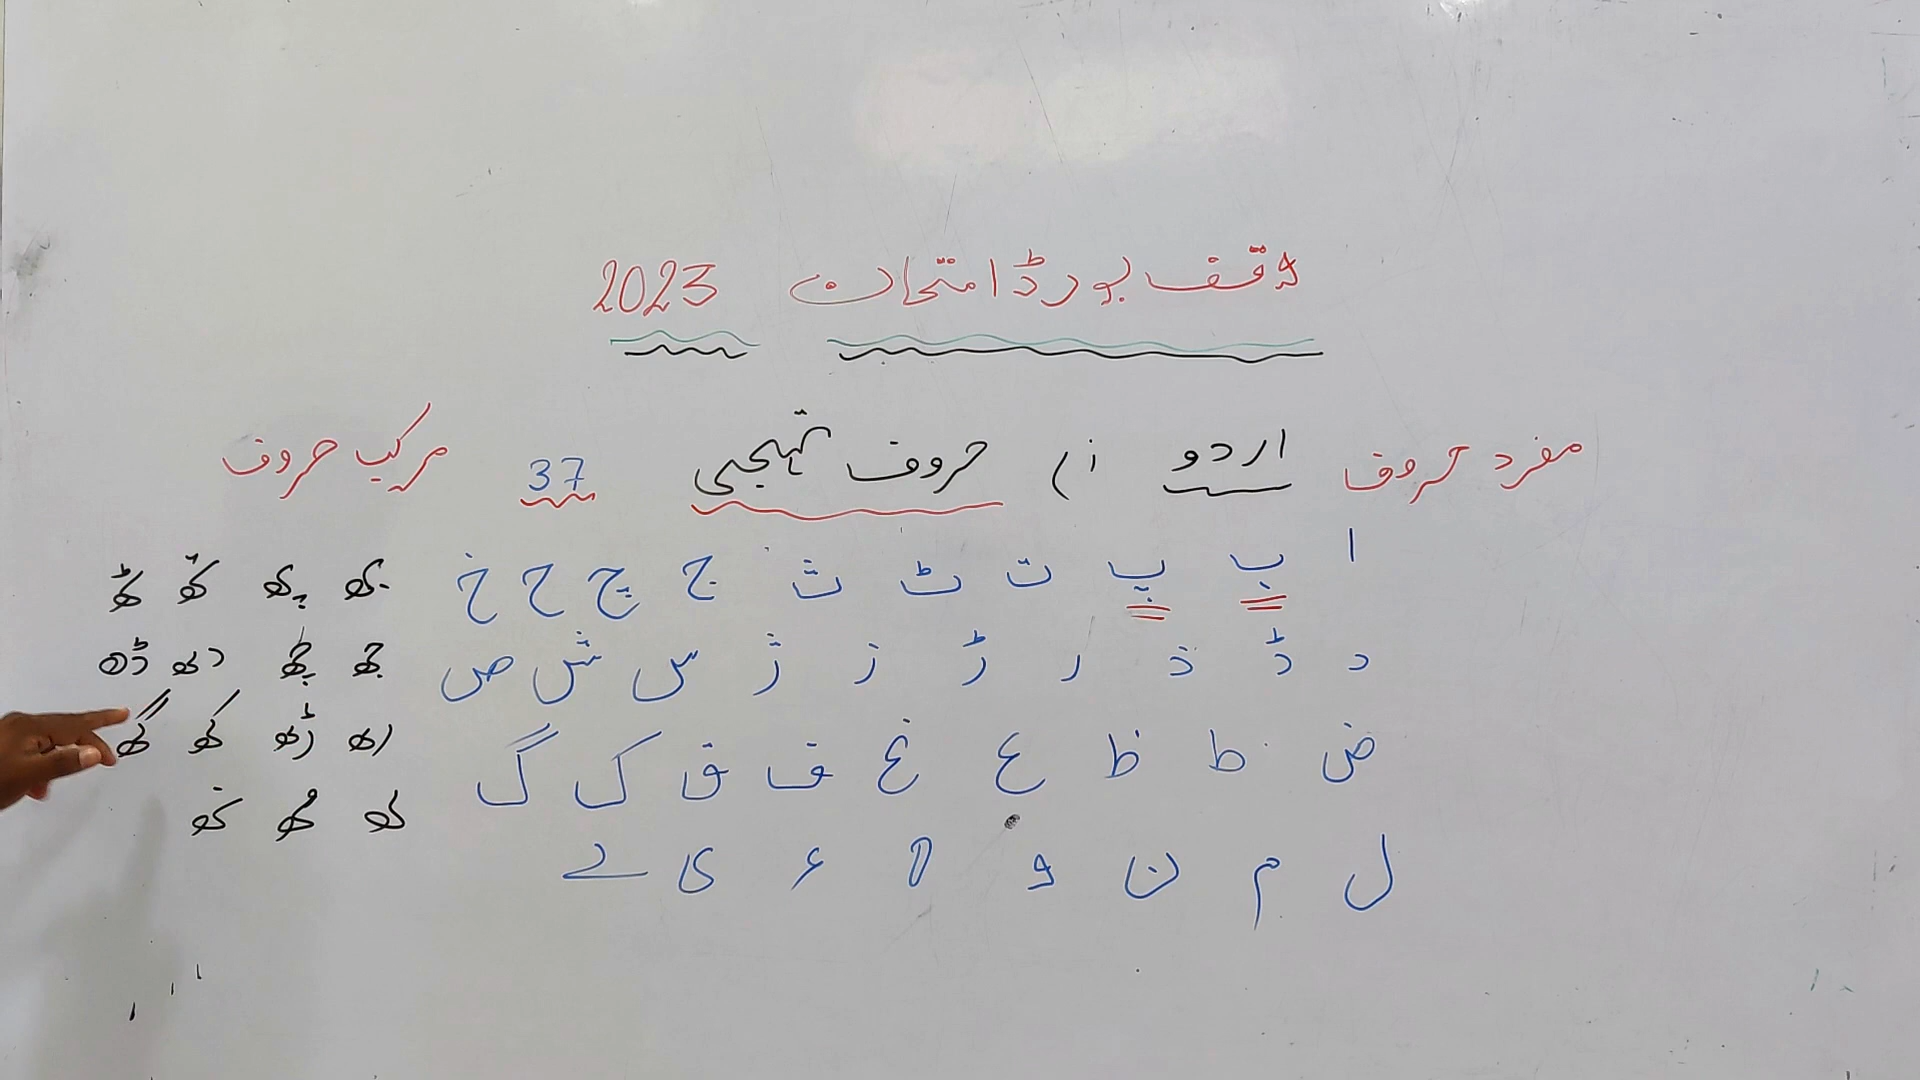 وقف بورڈ امتحان 2023
مفرد حروف اردو حروف تہجی 37 مرکب حروف
ا ب پ ت ٹ ث ج چ ح خ
د ڈ ذ ر ڑ ز ژ س ش ص
ض ط ظ ع غ ف ق ک گ
ل م ن و ہ ء ی ے
بھ پھ تھ ٹھ
جھ چھ دھ ڈھ
رھ ڑھ کھ گھ
لھ مھ نھ